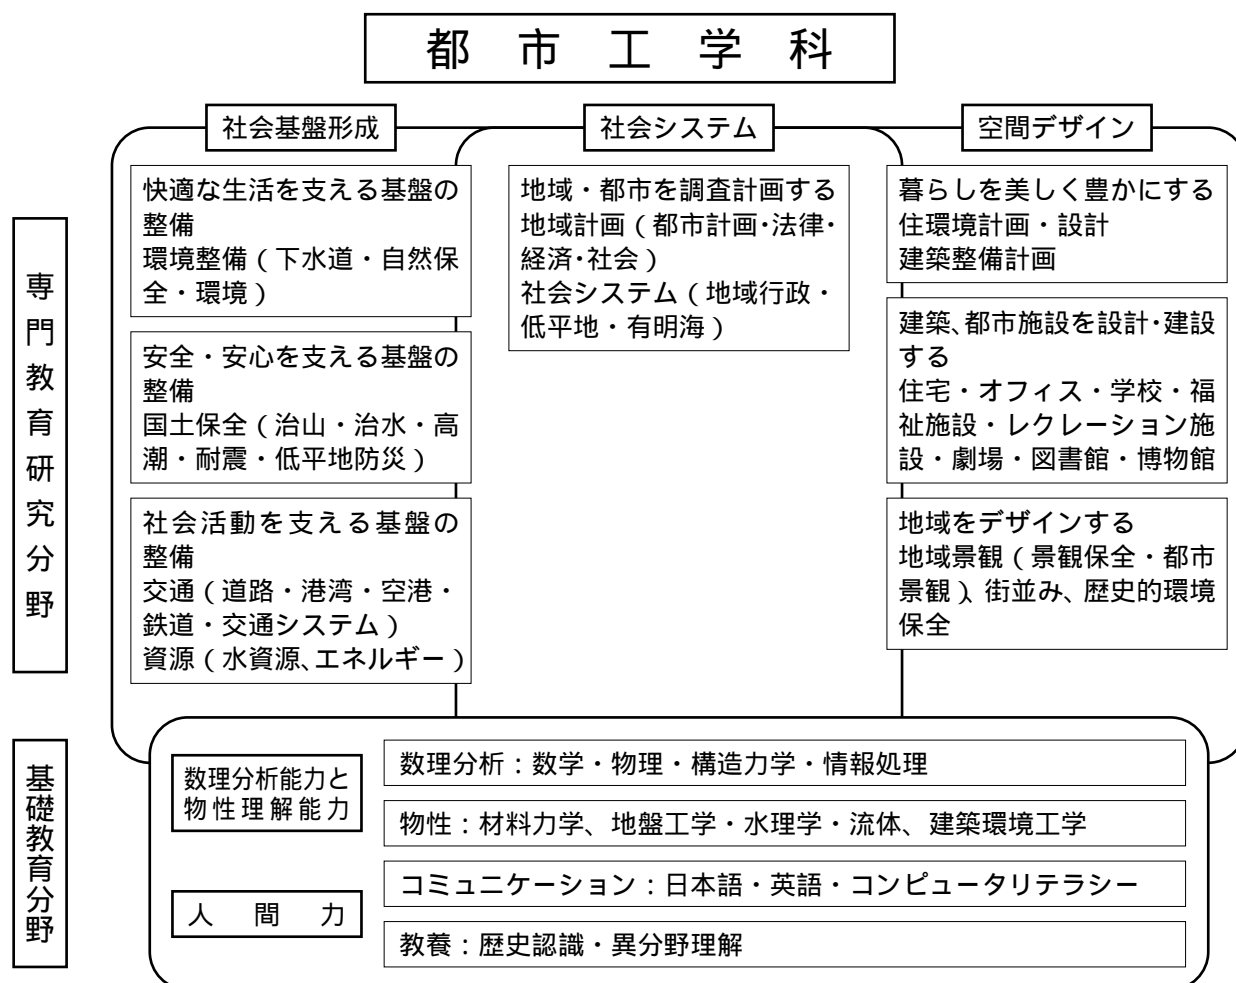 都市工学科
社会基盤形成
社会システム
空間デザイン
専門教育研究分野
快適な生活を支える基盤の
整備
環境整備（下水道・自然保
全・環境）
安全・安心を支える基盤の
整備
国土保全（治山・治水・高
潮・耐震・低平地防災）
社会活動を支える基盤の
整備
交通（道路・港湾・空港・
鉄道・交通システム）
資源（水資源、エネルギー）
地域・都市を調査計画する
地域計画（都市計画・法律・
経済・社会）
社会システム（地域行政・
低平地・有明海）
暮らしを美しく豊かにする
住環境計画・設計
建築整備計画
建築、都市施設を設計・建設
する
住宅・オフィス・学校・福
祉施設・レクレーション施
設・劇場・図書館・博物館
地域をデザインする
地域景観（景観保全・都市
景観）、街並み、歴史的環境
保全
基礎教育分野
数理分析能力と
物性理解能力
数理分析：数学・物理・構造力学・情報処理
物性：材料力学、地盤工学・水理学・流体、建築環境工学
人間力
コミュニケーション：日本語・英語・コンピュータリテラシー
教養：歴史認識・異分野理解